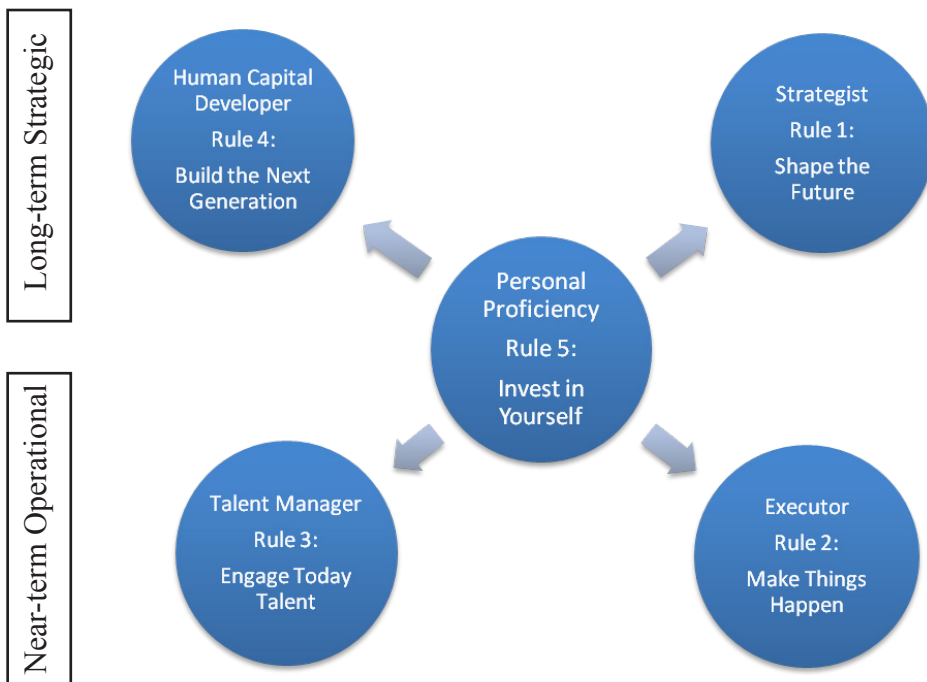 Long-term Strategic
Human Capital
Developer
Rule 4:
Build the Next
Generation
Strategist
Rule 1:
Shape the
Future
Personal
Proficiency
Rule 5:
Invest in
Yourself
Near-term Operational
Talent Manager
Rule 3:
Engage Today
Talent
Executor
Rule 2:
Make Things
Happen